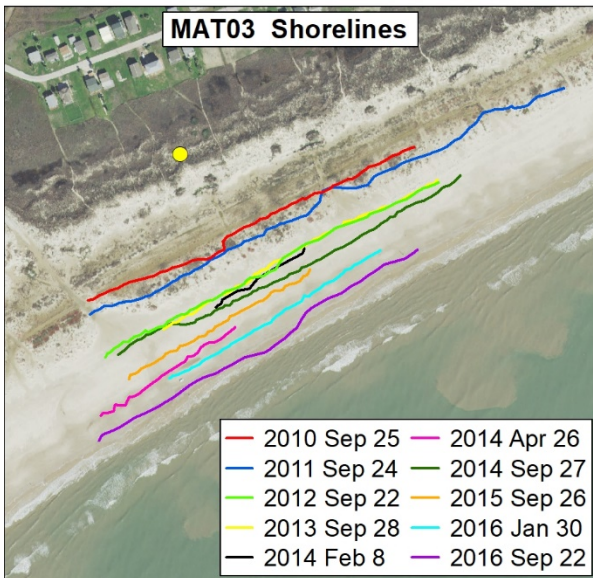 MAT03 Shorelines
2010 Sep 25
2011 Sep 24
2012 Sep 22
2013 Sep 28
2014 Feb 8
2014 Apr 26
2014 Sep 27
2015 Sep 26
2016 Jan 30
2016 Sep 22